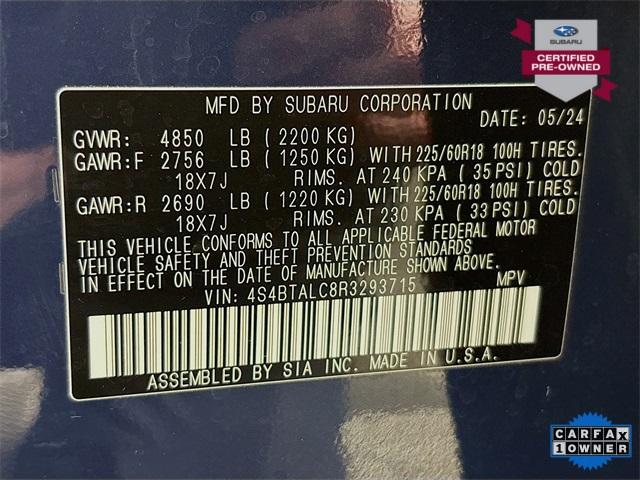 SUBARU
CERTIFIED
PRE-OWNED
MFD BY SUBARU CORPORATION
DATE: 05/24
GVWR: 4850 LB ( 2200 KG)
GAWR:F 2756 LB ( 1250 KG) WITH 225/60R18 100H TIRES.
18X7J RIMS. AT 240 KPA ( 35 PSI) COLD
GAWR:R 2690 LB ( 1220 KG) WITH 225/60R18 100H TIRES.
18X7J RIMS. AT 230 KPA ( 33 PSI) COLD
THIS VEHICLE CONFORMS TO ALL APPLICABLE FEDERAL MOTOR
VEHICLE SAFETY AND THEFT PREVENTION STANDARDS
IN EFFECT ON THE DATE OF MANUFACTURE SHOWN ABOVE.
VIN: 4S4BTALC8R3293715 MPV
ASSEMBLED BY SIA INC. MADE IN U.S.A.
CARFAX
1 OWNER